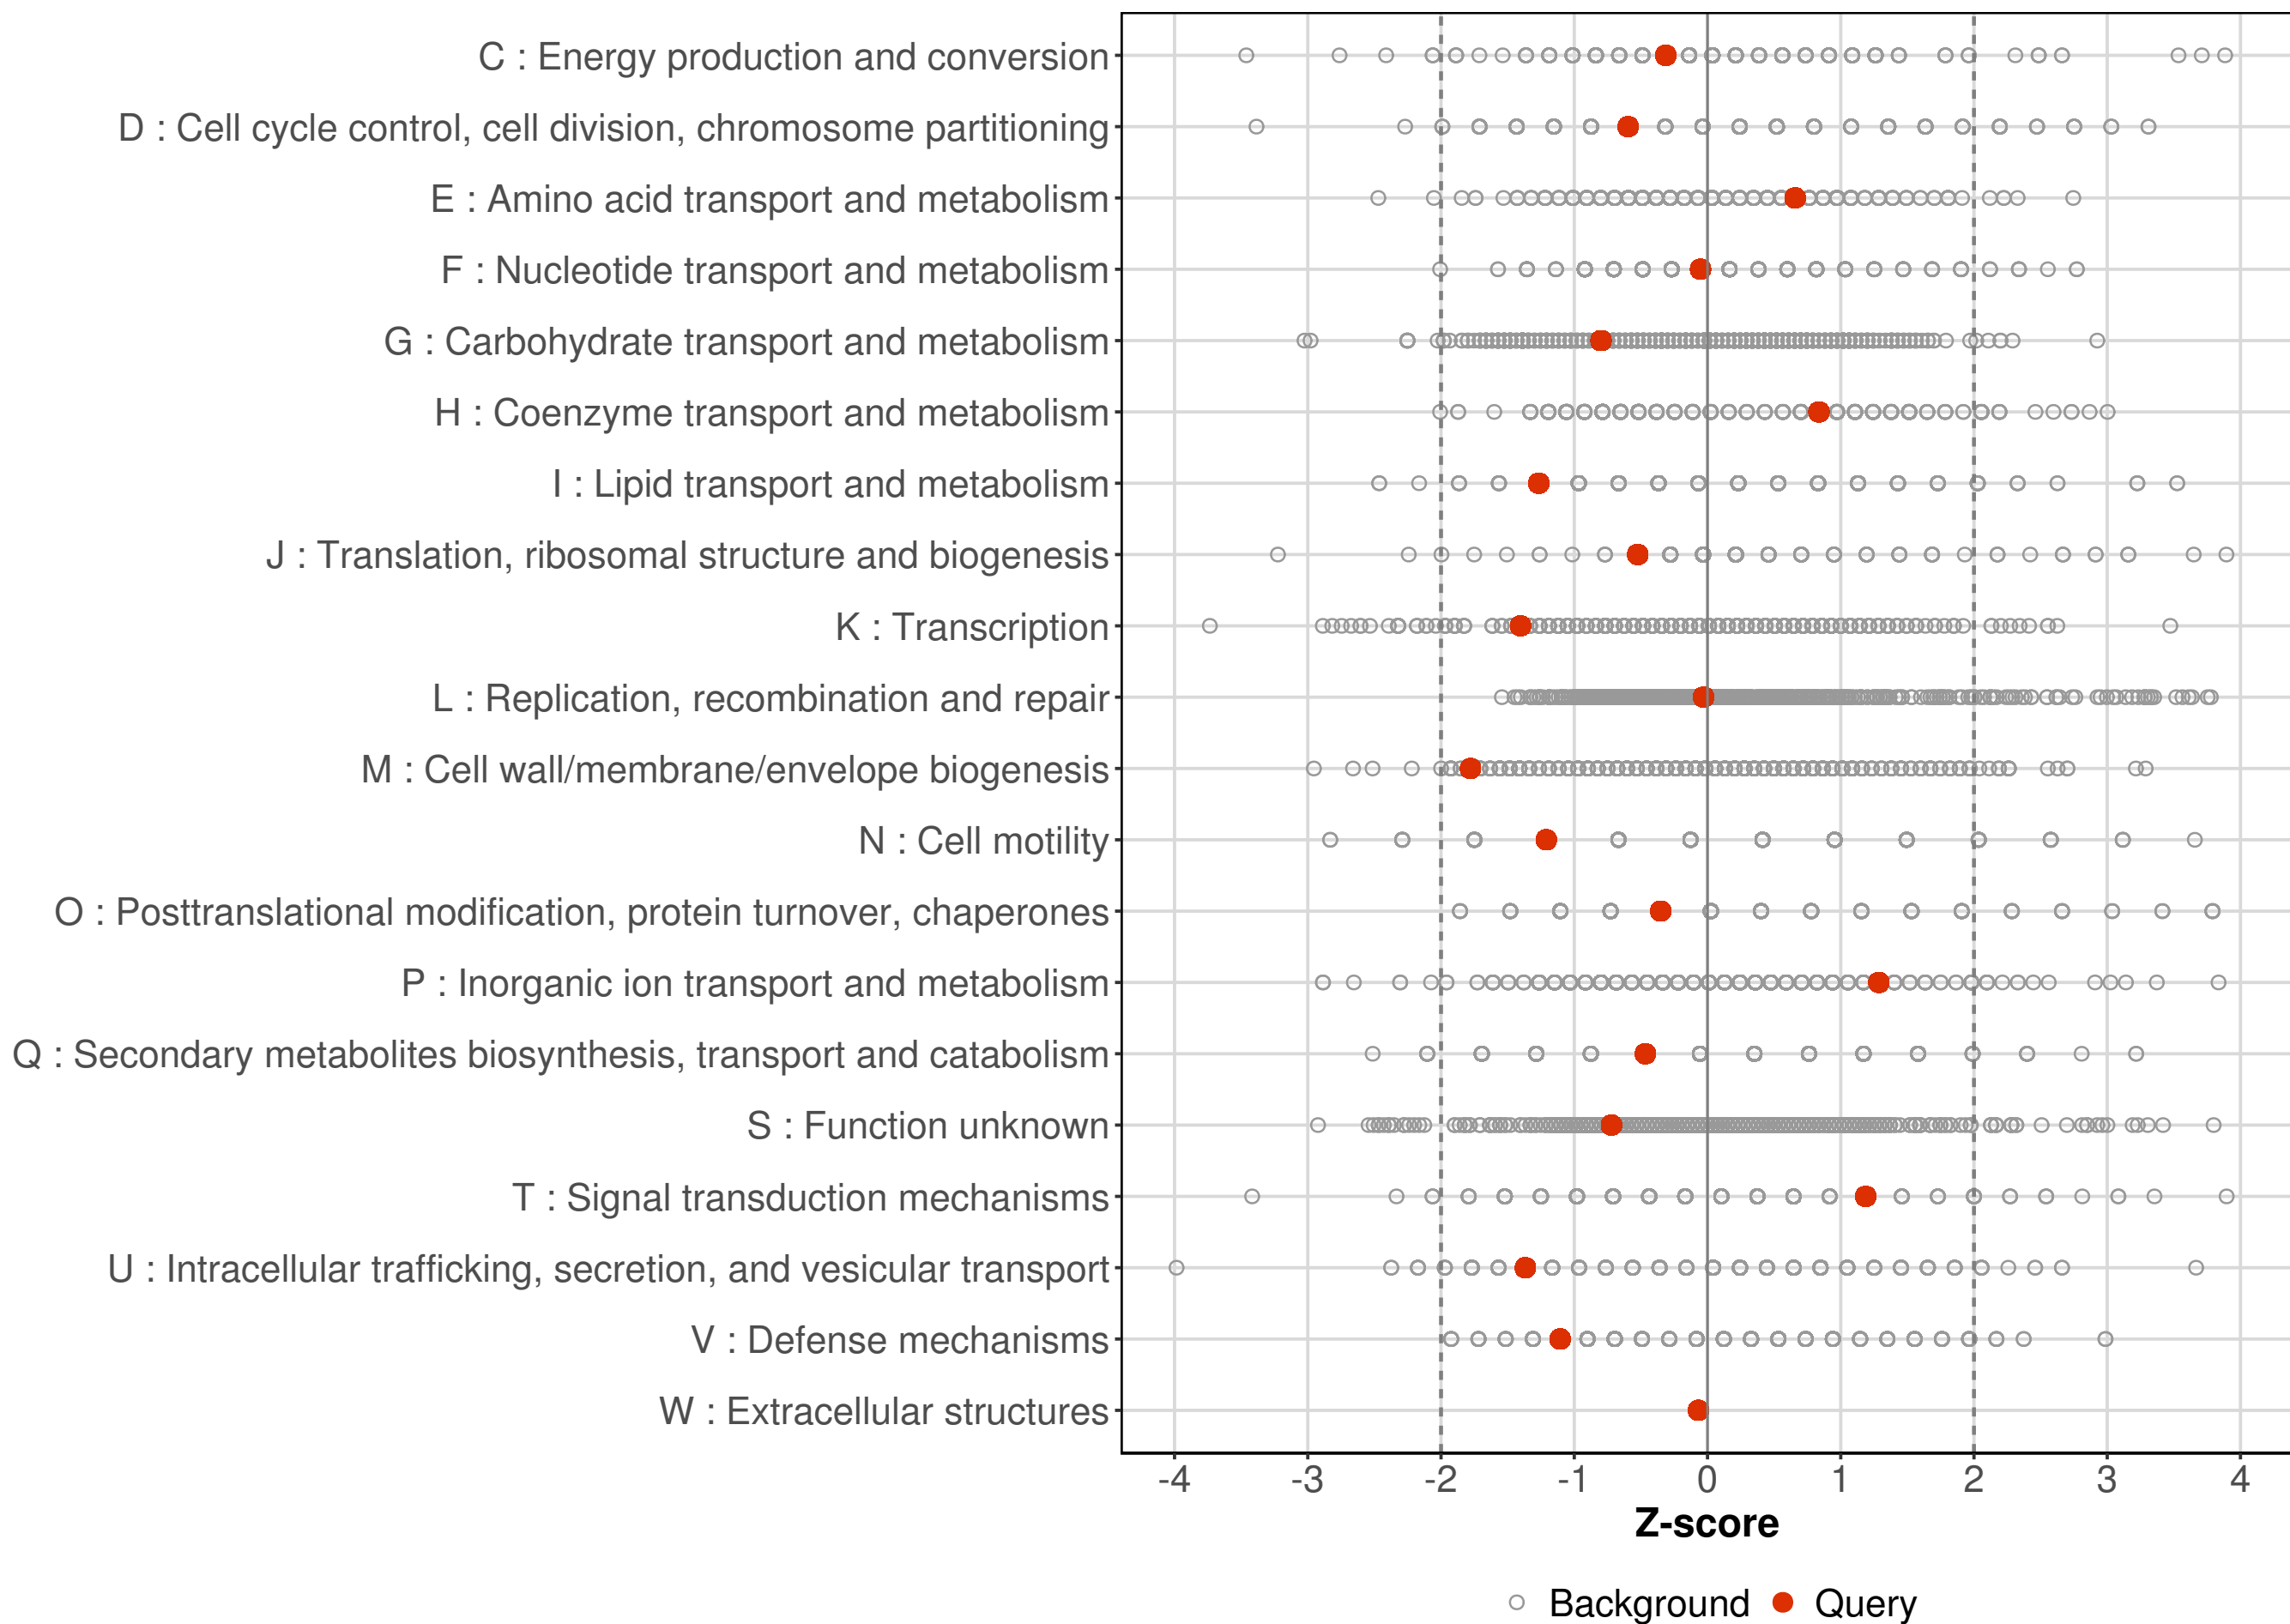 C : Energy production and conversion
D : Cell cycle control, cell division, chromosome partitioning
E : Amino acid transport and metabolism
F : Nucleotide transport and metabolism
G : Carbohydrate transport and metabolism
H : Coenzyme transport and metabolism
I : Lipid transport and metabolism
J : Translation, ribosomal structure and biogenesis
K : Transcription
L : Replication, recombination and repair
M : Cell wall/membrane/envelope biogenesis
N : Cell motility
O : Posttranslational modification, protein turnover, chaperones
P : Inorganic ion transport and metabolism
Q : Secondary metabolites biosynthesis, transport and catabolism
S : Function unknown
T : Signal transduction mechanisms
U : Intracellular trafficking, secretion, and vesicular transport
V : Defense mechanisms
W : Extracellular structures
-4 -3 -2 -1 0 1 2 3 4
Z-score
Background Query